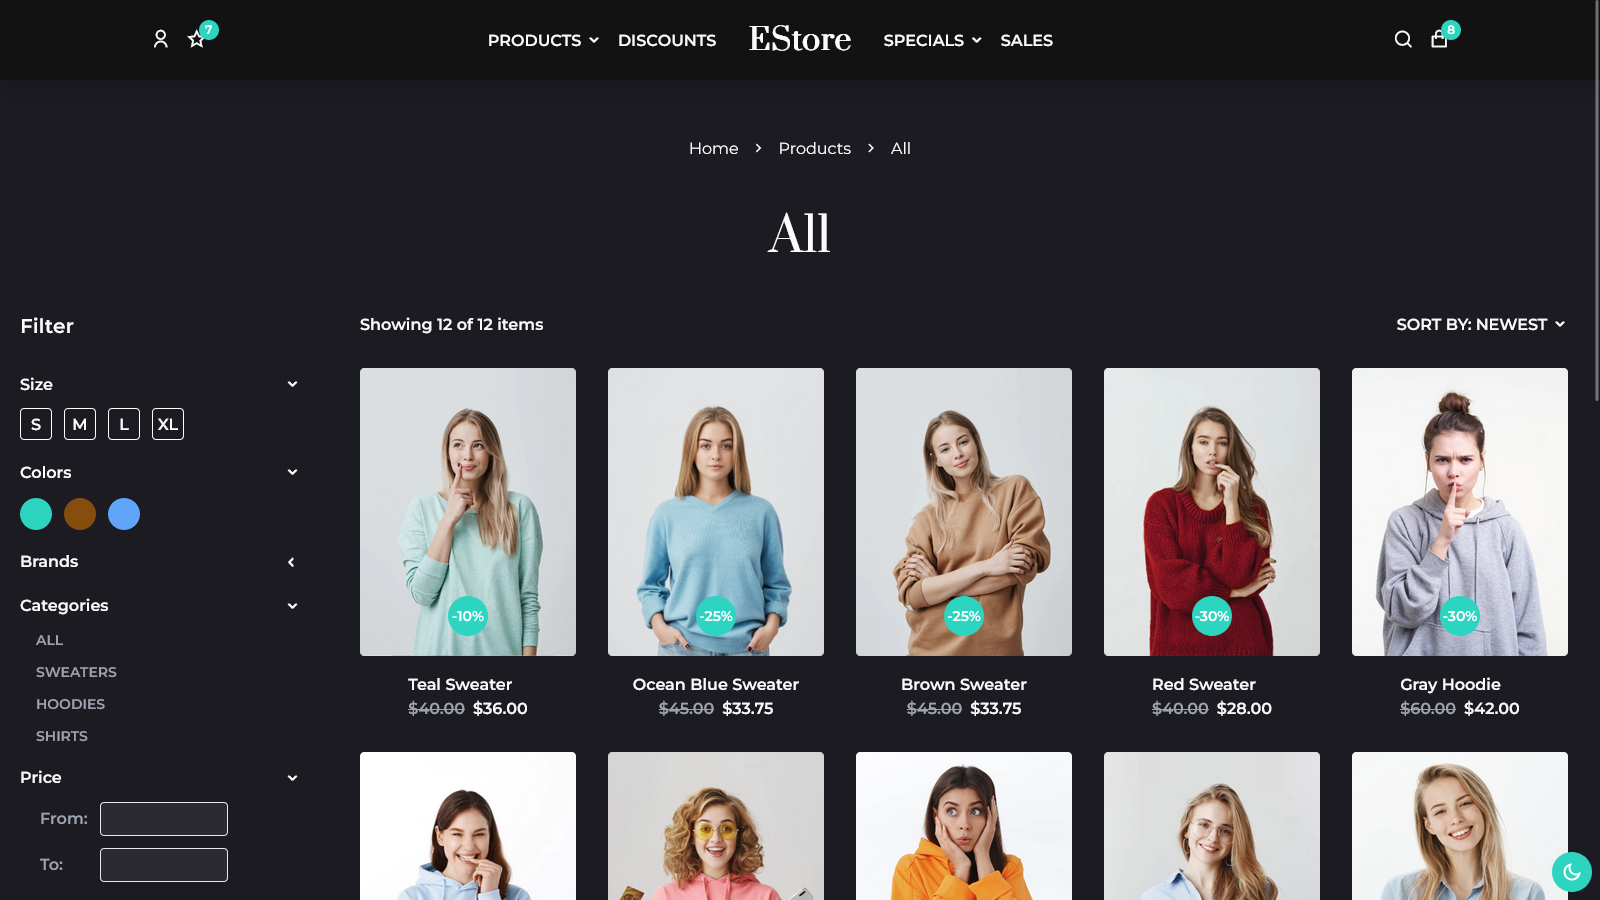 7
PRODUCTS
DISCOUNTS
EStore
SPECIALS
SALES
8
Home
Products
All
All
Filter
Showing 12 of 12 items
SORT BY: NEWEST
Size
S
M
L
XL
Colors
Brands
Categories
ALL
SWEATERS
HOODIES
SHIRTS
Price
From:
To:
-10%
-25%
-25%
-30%
-30%
Teal Sweater
$40.00 $36.00
Ocean Blue Sweater
$45.00 $33.75
Brown Sweater
$45.00 $33.75
Red Sweater
$40.00 $28.00
Gray Hoodie
$60.00 $42.00